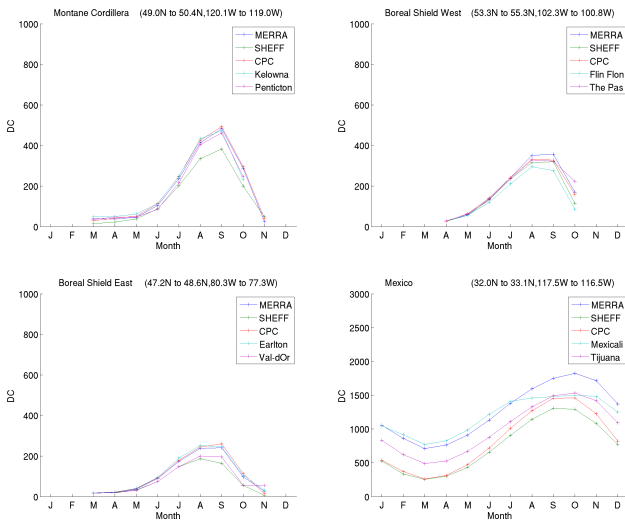 Montane Cordillera (49.0N to 50.4N,120.1W to 119.0W)
1000
800
600
400
200
0
DC
J F M A M J J A S O N D
Month
MERRA
SHEFF
CPC
Kelowna
Penticton
Boreal Shield West (53.3N to 55.3N,102.3W to 100.8W)
1000
800
600
400
200
0
DC
J F M A M J J A S O N D
Month
MERRA
SHEFF
CPC
Flin Flon
The Pas
Boreal Shield East (47.2N to 48.6N,80.3W to 77.3W)
1000
800
600
400
200
0
DC
J F M A M J J A S O N D
Month
MERRA
SHEFF
CPC
Earlton
Val-dOr
Mexico (32.0N to 33.1N,117.5W to 116.5W)
3000
2500
2000
1500
1000
500
0
DC
J F M A M J J A S O N D
Month
MERRA
SHEFF
CPC
Mexicali
Tijuana